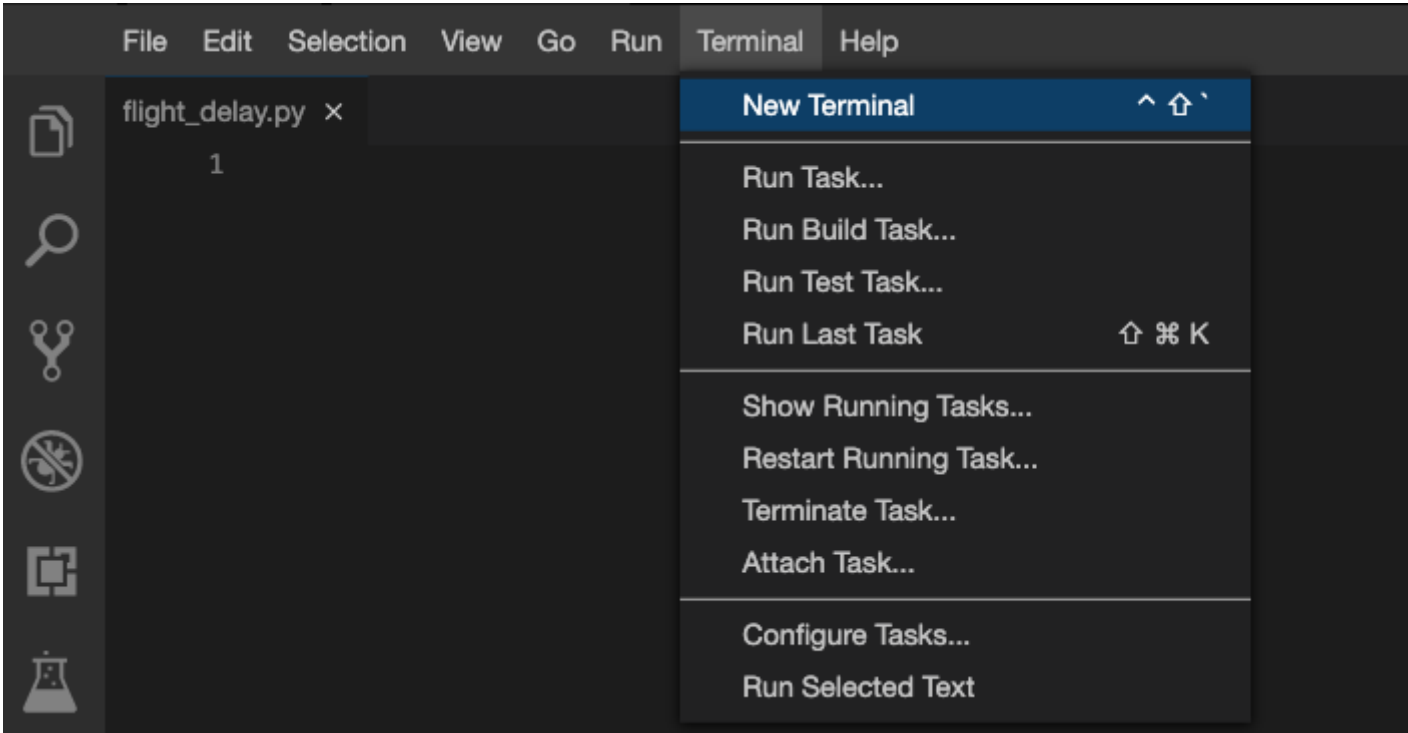 File Edit Selection View Go Run Terminal Help
flight_delay.py ×
1
New Terminal ^ ⇧ `
Run Task...
Run Build Task...
Run Test Task...
Run Last Task ⇧ ⌘ K
Show Running Tasks...
Restart Running Task...
Terminate Task...
Attach Task...
Configure Tasks...
Run Selected Text